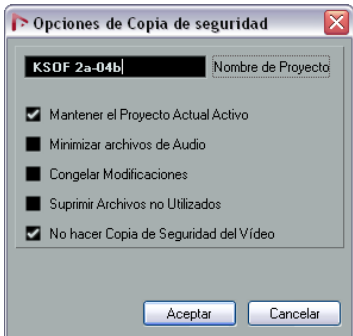 Opciones de Copia de seguridad
KSOF 2a-04b Nombre de Proyecto
Mantener el Proyecto Actual Activo
Minimizar archivos de Audio
Congelar Modificaciones
Suprimir Archivos no Utilizados
No hacer Copia de Seguridad del Vídeo
Aceptar Cancelar